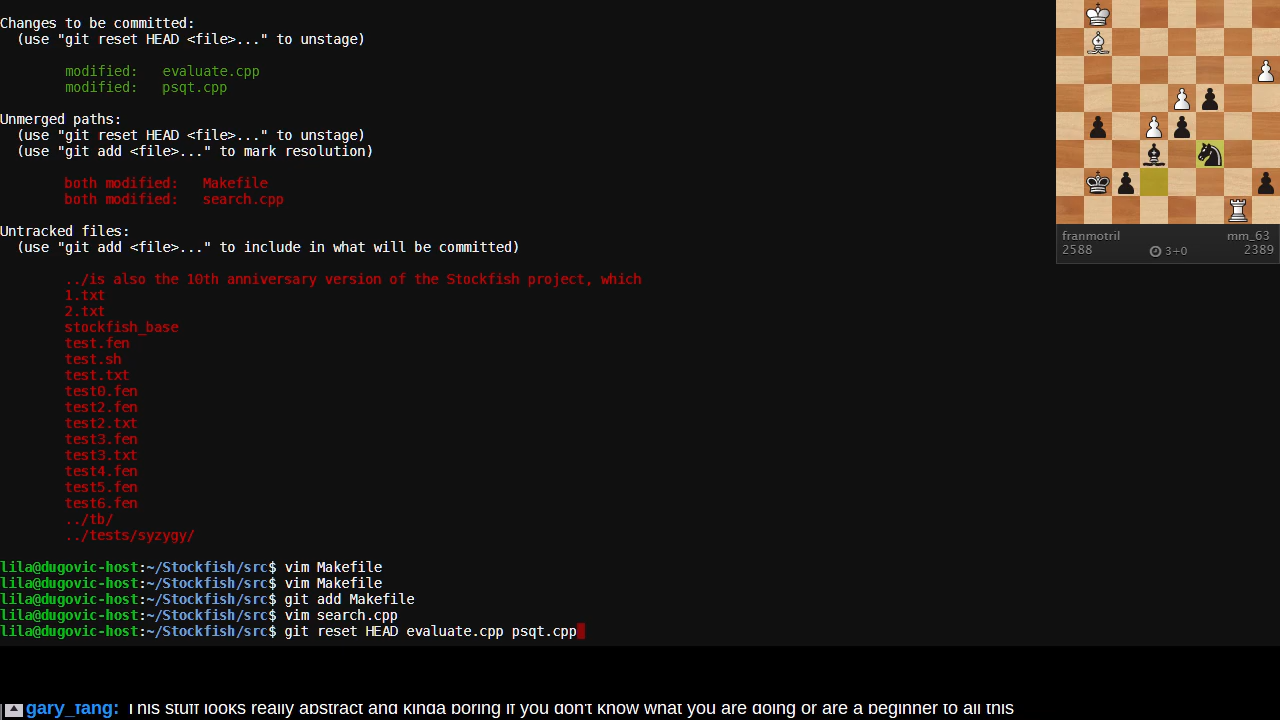 Changes to be committed:
(use "git reset HEAD <file>..." to unstage)
modified:   evaluate.cpp
modified:   psqt.cpp
Unmerged paths:
(use "git reset HEAD <file>..." to unstage)
(use "git add <file>..." to mark resolution)
both modified:   Makefile
both modified:   search.cpp
Untracked files:
(use "git add <file>..." to include in what will be committed)
../is also the 10th anniversary version of the Stockfish project, which
1.txt
2.txt
stockfish_base
test.fen
test.sh
test.txt
test0.fen
test2.fen
test2.txt
test3.fen
test3.txt
test4.fen
test5.fen
test6.fen
../tb/
../tests/syzygy/
lila@dugovic-host:~/Stockfish/src$ vim Makefile
lila@dugovic-host:~/Stockfish/src$ vim Makefile
lila@dugovic-host:~/Stockfish/src$ git add Makefile
lila@dugovic-host:~/Stockfish/src$ vim search.cpp
lila@dugovic-host:~/Stockfish/src$ git reset HEAD evaluate.cpp psqt.cpp
franmotril mm_63
2588 3+0 2389
gary_fang: This stuff looks really abstract and kinda boring if you don't know what you are doing or are a beginner to all this